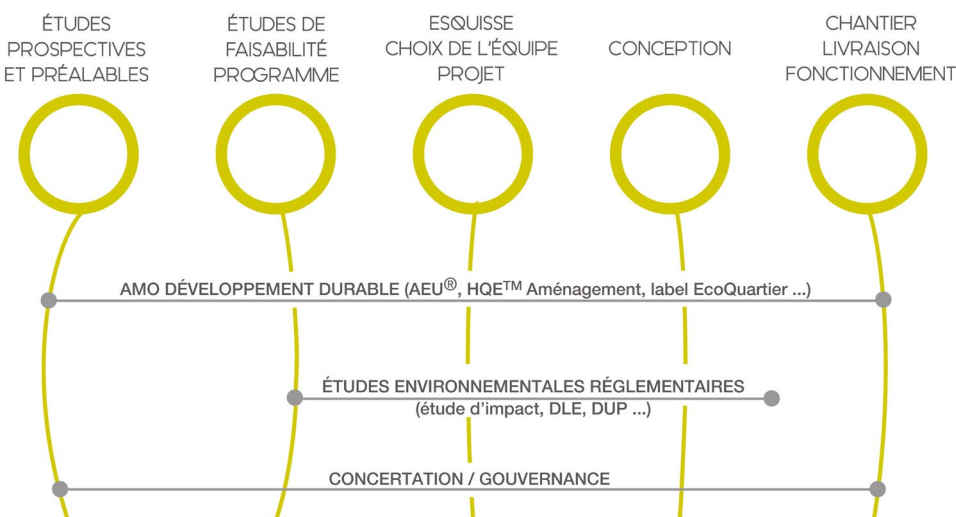 ÉTUDES
PROSPECTIVES
ET PRÉALABLES
ÉTUDES DE
FAISABILITÉ
PROGRAMME
ESQUISSE
CHOIX DE L'ÉQUIPE
PROJET
CONCEPTION
CHANTIER
LIVRAISON
FONCTIONNEMENT
AMO DÉVELOPPEMENT DURABLE (AEU®, HQE™ Aménagement, label EcoQuartier ...)
ÉTUDES ENVIRONNEMENTALES RÉGLEMENTAIRES
(étude d'impact, DLE, DUP ...)
CONCERTATION / GOUVERNANCE